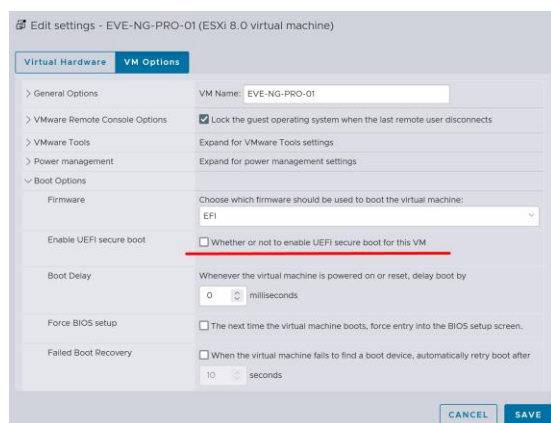 Edit settings - EVE-NG-PRO-01 (ESXi 8.0 virtual machine)
Virtual Hardware VM Options
General Options VM Name: EVE-NG-PRO-01
VMware Remote Console Options Lock the guest operating system when the last remote user disconnects
VMware Tools Expand for VMware Tools settings
Power management Expand for power management settings
Boot Options
Firmware Choose which firmware should be used to boot the virtual machine:
EFI
Enable UEFI secure boot Whether or not to enable UEFI secure boot for this VM
Boot Delay Whenever the virtual machine is powered on or reset, delay boot by
0 milliseconds
Force BIOS setup The next time the virtual machine boots, force entry into the BIOS setup screen.
Failed Boot Recovery When the virtual machine fails to find a boot device, automatically retry boot after
10 seconds
CANCEL SAVE